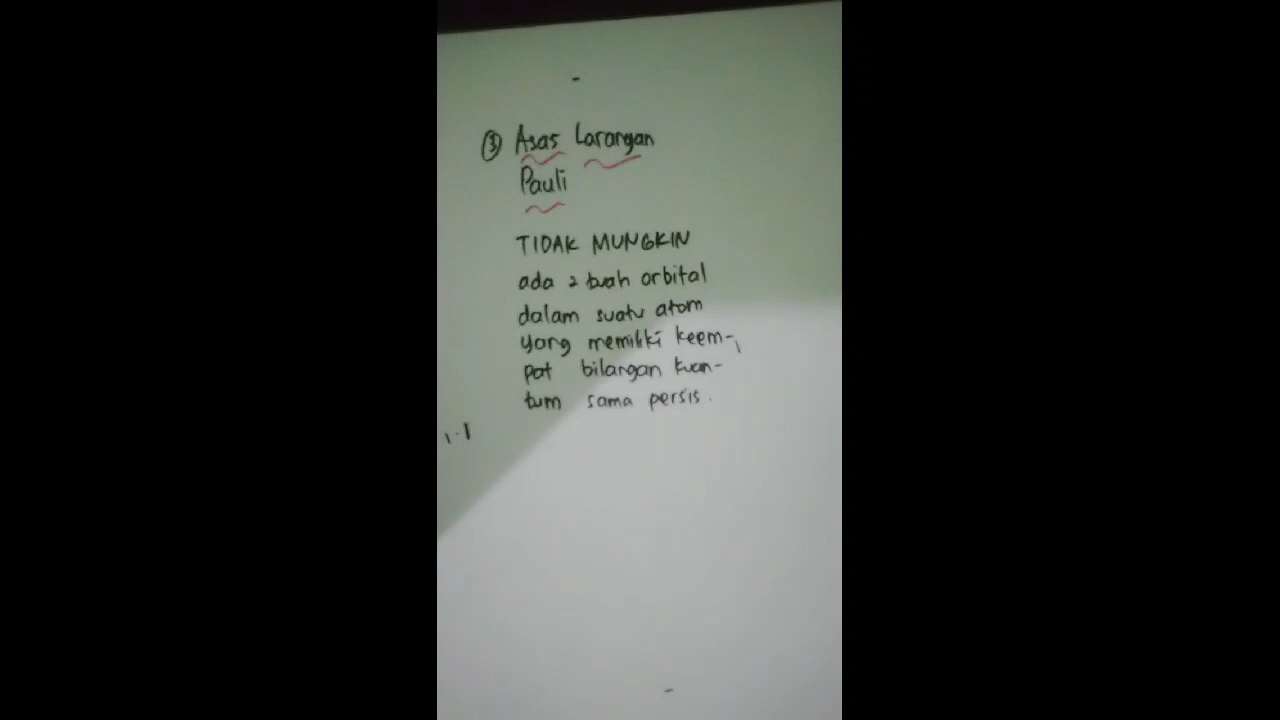 ③ Asas Larangan
Pauli
TIDAK MUNGKIN
ada 2 buah orbital
dalam suatu atom
yang memiliki keem-
pat bilangan kuan-
tum sama persis.